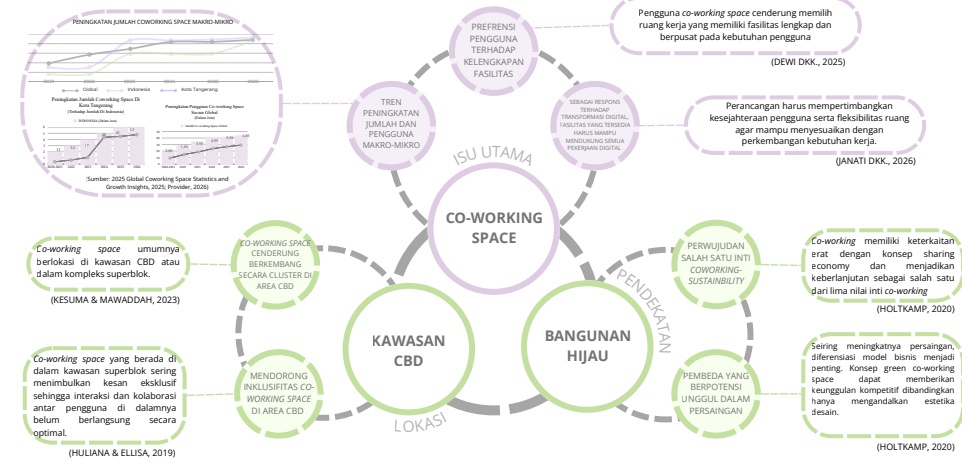 PENINGKATAN JUMLAH COWORKING SPACE MAKRO-MIKRO
Global
Indonesia
Kota Tangerang
Peningkatan Jumlah Coworking Space Di
Kota Tangerang
(Terhadap Jumlah Di Indonesia)
Peningkatan Pengguna Co-working Space
Secara Global
(Dalam Juta)
(Sumber: 2025 Global Coworking Space Statistics and
Growth Insights, 2025; Provider, 2026)
TREN
PENINGKATAN
JUMLAH DAN
PENGGUNA
MAKRO-MIKRO
PREFRENSI
PENGGUNA
TERHADAP
KELENGKAPAN
FASILITAS
SEBAGAI RESPONS
TERHADAP
TRANSFORMASI DIGITAL,
FASILITAS YANG TERSEDIA
HARUS MAMPU
MENDUKUNG SEMUA
PEKERJAAN DIGITAL
Pengguna co-working space cenderung memilih
ruang kerja yang memiliki fasilitas lengkap dan
berpusat pada kebutuhan pengguna
(DEWI DKK., 2025)
Perancangan harus mempertimbangkan
kesejahteraan pengguna serta fleksibilitas ruang
agar mampu menyesuaikan dengan
perkembangan kebutuhan kerja.
(JANATI DKK., 2026)
ISU UTAMA
CO-WORKING
SPACE
Co-working space umumnya
berlokasi di kawasan CBD atau
dalam kompleks superblok.
(KESUMA & MAWADDAH, 2023)
CO-WORKING SPACE
CENDERUNG
BERKEMBANG
SECARA CLUSTER DI
AREA CBD
Co-working space yang berada di
dalam kawasan superblok sering
menimbulkan kesan eksklusif
sehingga interaksi dan kolaborasi
antar pengguna di dalamnya
belum berlangsung secara
optimal.
(HULIANA & ELLISA, 2019)
MENDORONG
INKLUSIFITAS CO-
WORKING SPACE
DI AREA CBD
KAWASAN
CBD
LOKASI
BANGUNAN
HIJAU
PENDEKATAN
PERWUJUDAN
SALAH SATU INTI
COWORKING-
SUSTAINBILITY
Co-working memiliki keterkaitan
erat dengan konsep sharing
economy dan menjadikan
keberlanjutan sebagai salah satu
dari lima nilai inti co-working
(HOLTKAMP, 2020)
PEMBEDA YANG
BERPOTENSI
UNGGUL DALAM
PERSAINGAN
Seiring meningkatnya persaingan,
diferensiasi model bisnis menjadi
penting. Konsep green co-working
space dapat memberikan
keunggulan kompetitif dibandingkan
hanya mengandalkan estetika
desain.
(HOLTKAMP, 2020)